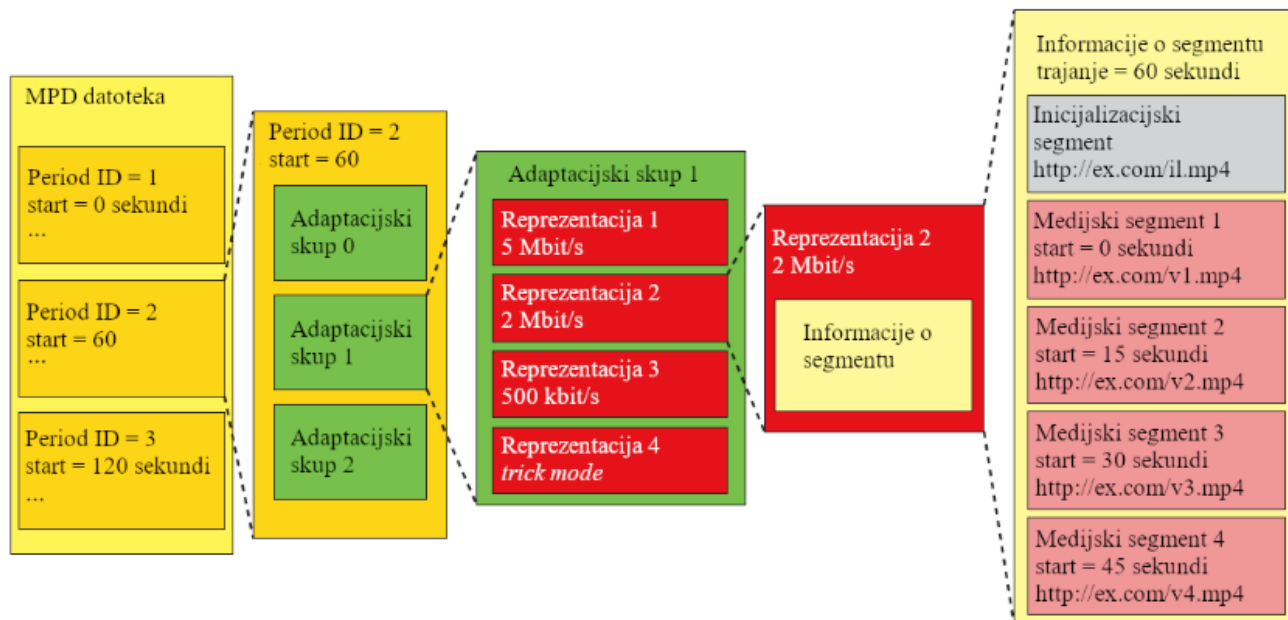 MPD datoteka
Period ID = 1
start = 0 sekundi
...
Period ID = 2
start = 60
...
Period ID = 3
start = 120 sekundi
...
Period ID = 2
start = 60
Adaptacijski
skup 0
Adaptacijski
skup 1
Adaptacijski
skup 2
Adaptacijski skup 1
Reprezentacija 1
5 Mbit/s
Reprezentacija 2
2 Mbit/s
Reprezentacija 3
500 kbit/s
Reprezentacija 4
trick mode
Reprezentacija 2
2 Mbit/s
Informacije o
segmentu
Informacije o segmentu
trajanje = 60 sekundi
Inicijalizacijski
segment
http://ex.com/il.mp4
Medijski segment 1
start = 0 sekundi
http://ex.com/v1.mp4
Medijski segment 2
start = 15 sekundi
http://ex.com/v2.mp4
Medijski segment 3
start = 30 sekundi
http://ex.com/v3.mp4
Medijski segment 4
start = 45 sekundi
http://ex.com/v4.mp4